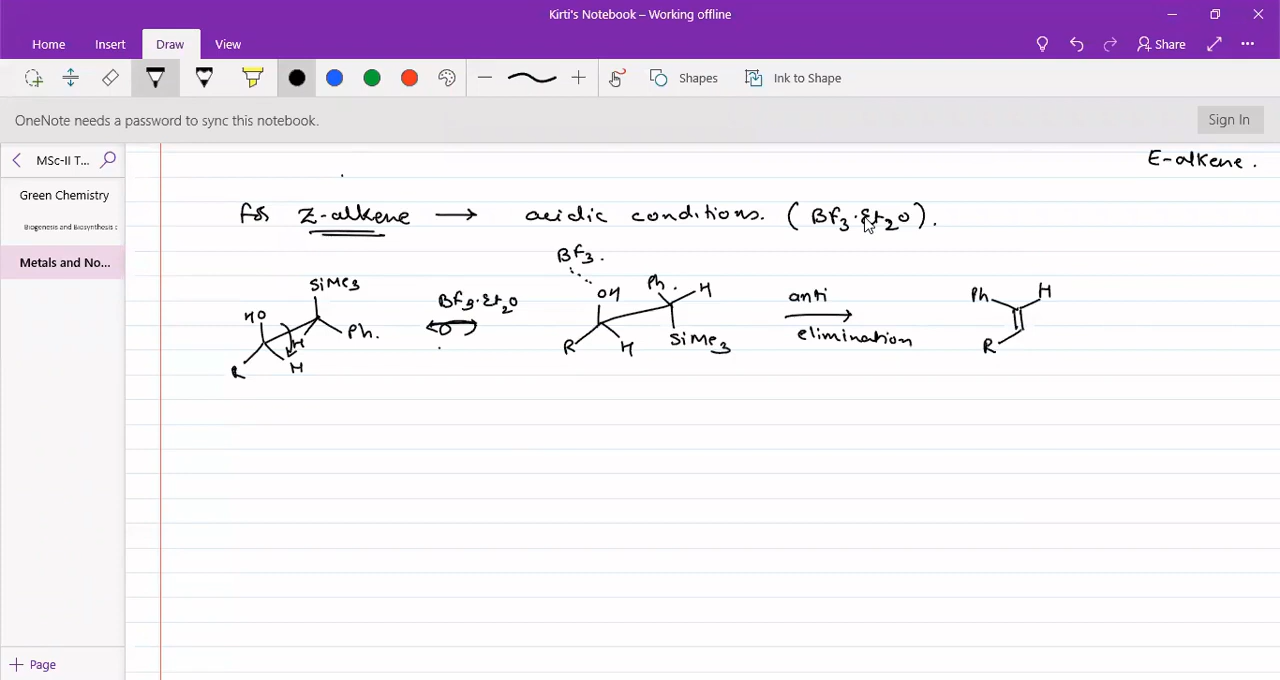 Kirti's Notebook – Working offline
Home Insert Draw View Share
Shapes Ink to Shape
OneNote needs a password to sync this notebook. Sign In
MSc-II T...
Green Chemistry
Biogenesis and Biosynthesis :
Metals and No...
Page
E-alkene.
for Z-alkene → acidic conditions. (BF3·Et2O).
BF3.
SiMe3
HO
Ph.
H
H
R
BF3·Et2O
OH
Ph.
H
R
H
SiMe3
anti
elimination
Ph
H
R